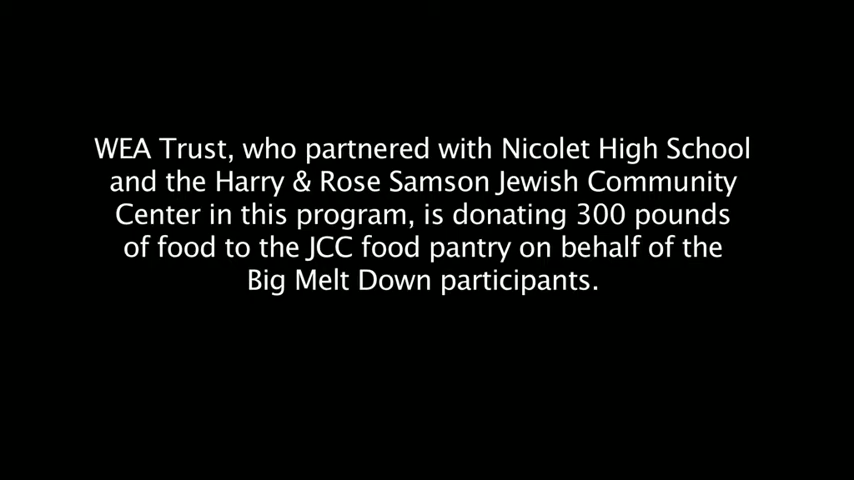 WEA Trust, who partnered with Nicolet High School
and the Harry & Rose Samson Jewish Community
Center in this program, is donating 300 pounds
of food to the JCC food pantry on behalf of the
Big Melt Down participants.